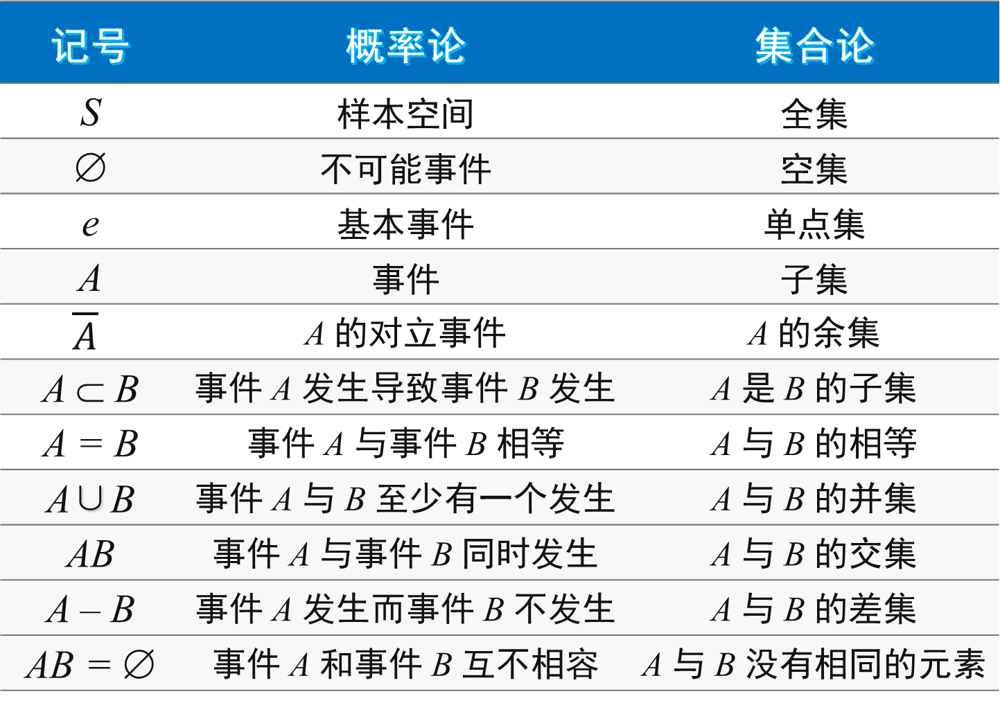 记号 概率论 集合论
S 样本空间 全集
∅ 不可能事件 空集
e 基本事件 单点集
A 事件 子集
A̅ A 的对立事件 A 的余集
A ⊂ B 事件 A 发生导致事件 B 发生 A 是 B 的子集
A = B 事件 A 与事件 B 相等 A 与 B 的相等
A ∪ B 事件 A 与 B 至少有一个发生 A 与 B 的并集
AB 事件 A 与事件 B 同时发生 A 与 B 的交集
A − B 事件 A 发生而事件 B 不发生 A 与 B 的差集
AB = ∅ 事件 A 和事件 B 互不相容 A 与 B 没有相同的元素